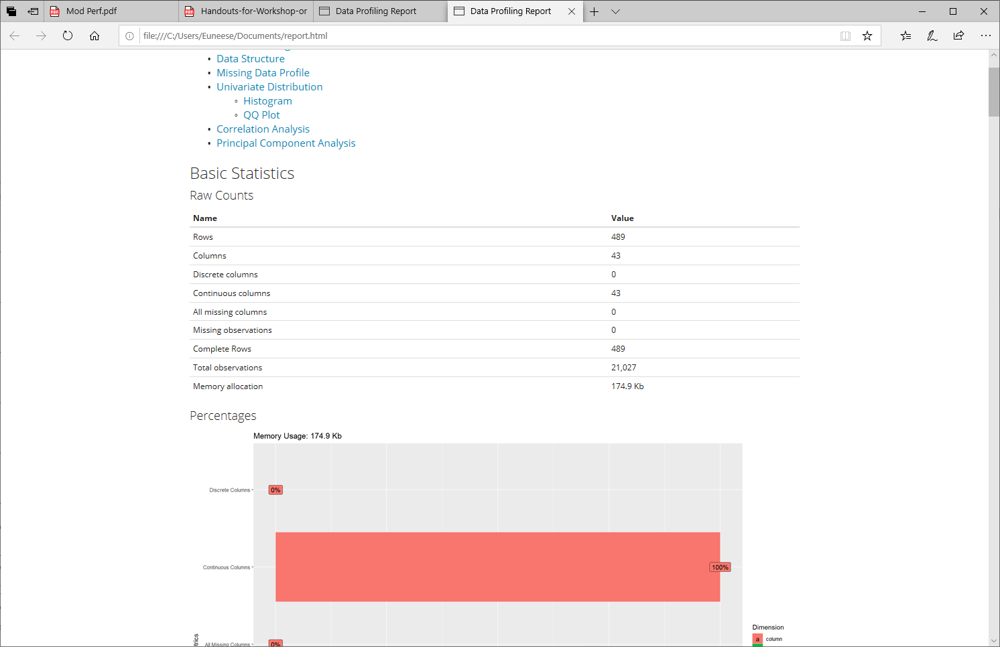 Mod Perf.pdf
Handouts-for-Workshop-or
Data Profiling Report
Data Profiling Report
file:///C:/Users/Euneese/Documents/report.html
• Data Structure
• Missing Data Profile
• Univariate Distribution
◦ Histogram
◦ QQ Plot
• Correlation Analysis
• Principal Component Analysis
Basic Statistics
Raw Counts
Name Value
Rows 489
Columns 43
Discrete columns 0
Continuous columns 43
All missing columns 0
Missing observations 0
Complete Rows 489
Total observations 21,027
Memory allocation 174.9 Kb
Percentages
Memory Usage: 174.9 Kb
Discrete Columns 0%
Continuous Columns 100%
All Missing Columns 0%
Dimension
a column